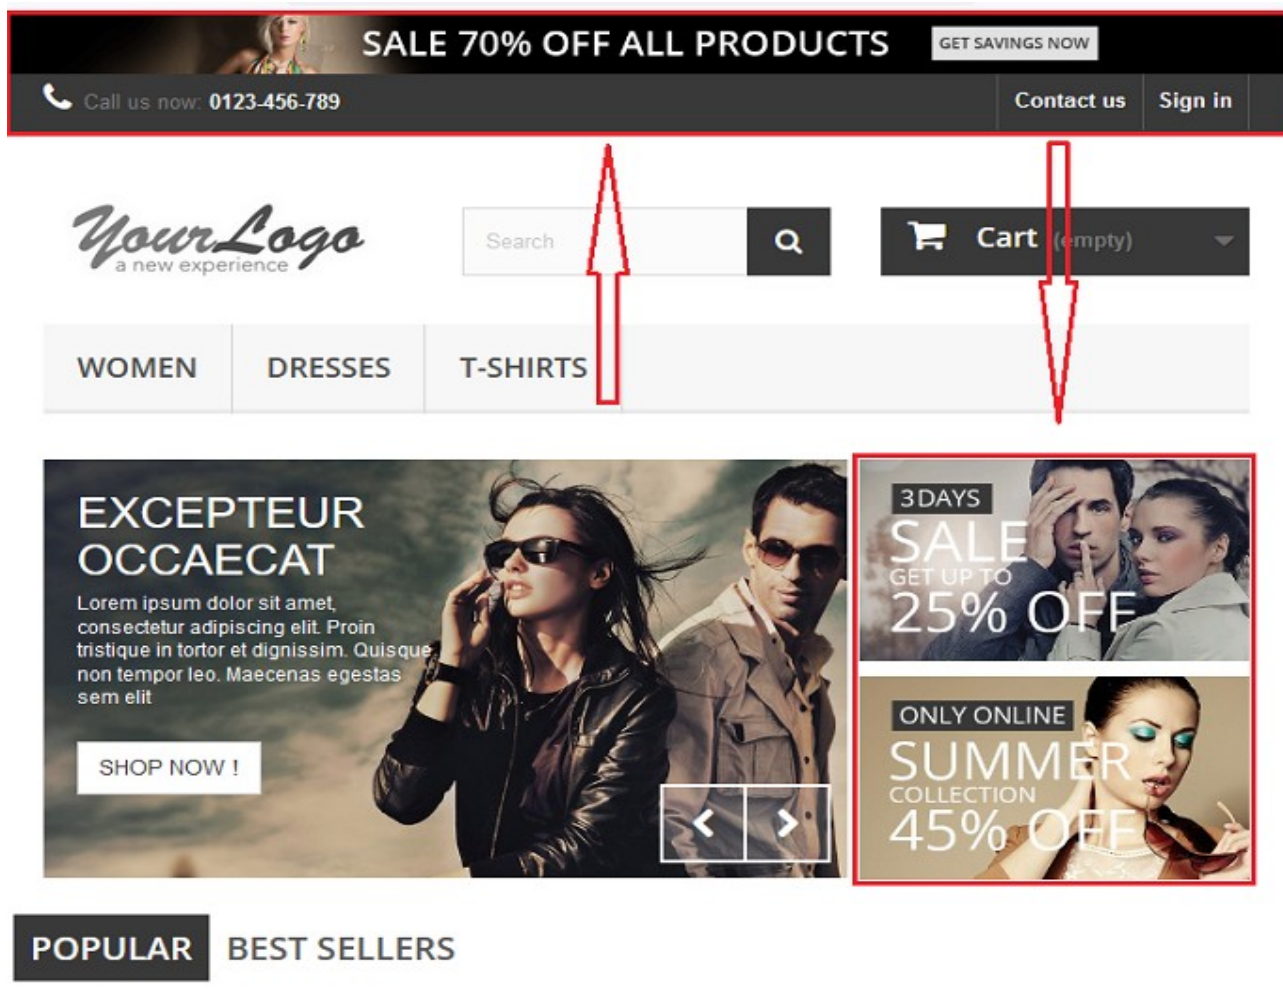 SALE 70% OFF ALL PRODUCTS
GET SAVINGS NOW
Call us now: 0123-456-789
Contact us
Sign in
Your Logo
a new experience
Search
Cart (empty)
WOMEN
DRESSES
T-SHIRTS
EXCEPTEUR
OCCAECAT
Lorem ipsum dolor sit amet,
consectetur adipiscing elit. Proin
tristique in tortor et dignissim. Quisque
non tempor leo. Maecenas egestas
sem elit
SHOP NOW !
3DAYS
SALE
GET UP TO
25% OFF
ONLY ONLINE
SUMMER
COLLECTION
45% OFF
POPULAR
BEST SELLERS